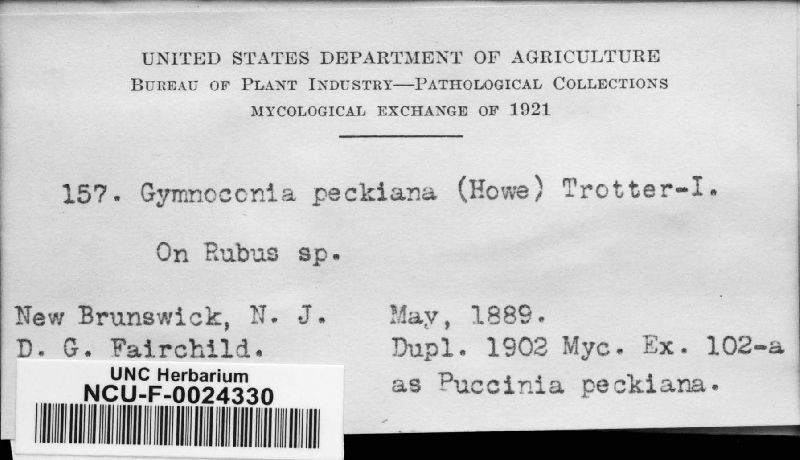 UNITED STATES DEPARTMENT OF AGRICULTURE
BUREAU OF PLANT INDUSTRY—PATHOLOGICAL COLLECTIONS
MYCOLOGICAL EXCHANGE OF 1921
157. Gymnoconia peckiana (Howe) Trotter-I.
On Rubus sp.
New Brunswick, N. J. May, 1889.
D. G. Fairchild. Dupl. 1902 Myc. Ex. 102-a
as Puccinia peckiana.
UNC Herbarium
NCU-F-0024330